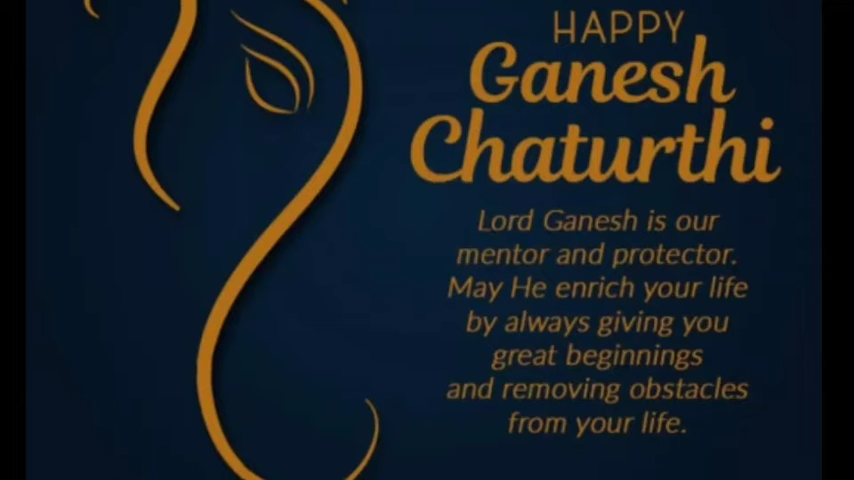 HAPPY
Ganesh
Chaturthi
Lord Ganesh is our
mentor and protector.
May He enrich your life
by always giving you
great beginnings
and removing obstacles
from your life.